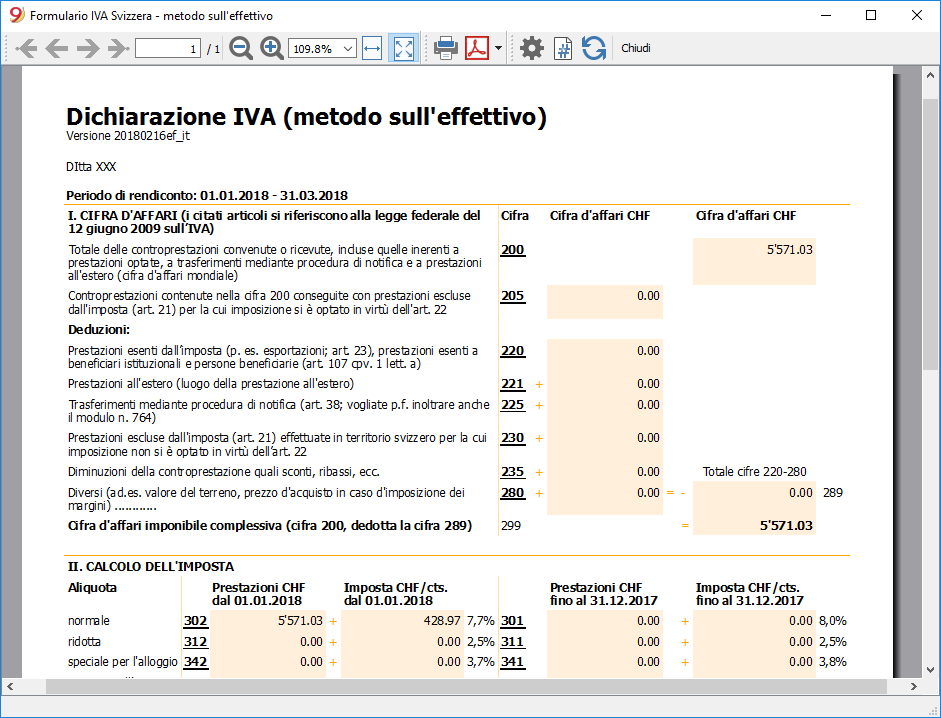 Formulario IVA Svizzera - metodo sull'effettivo
1 / 1 109.8% Chiudi
Dichiarazione IVA (metodo sull'effettivo)
Versione 20180216ef_it
DItta XXX
Periodo di rendiconto: 01.01.2018 - 31.03.2018
I. CIFRA D'AFFARI (i citati articoli si riferiscono alla legge federale del Cifra Cifra d'affari CHF Cifra d'affari CHF
12 giugno 2009 sull'IVA)
Totale delle controprestazioni convenute o ricevute, incluse quelle inerenti a 200 5'571.03
prestazioni optate, a trasferimenti mediante procedura di notifica e a prestazioni
all'estero (cifra d'affari mondiale)
Controprestazioni contenute nella cifra 200 conseguite con prestazioni escluse 205 0.00
dall'imposta (art. 21) per la cui imposizione si è optato in virtù dell'art. 22
Deduzioni:
Prestazioni esenti dall'imposta (p. es. esportazioni; art. 23), prestazioni esenti a 220 0.00
beneficiari istituzionali e persone beneficiarie (art. 107 cpv. 1 lett. a)
Prestazioni all'estero (luogo della prestazione all'estero) 221 + 0.00
Trasferimenti mediante procedura di notifica (art. 38; vogliate p.f. inoltrare anche 225 + 0.00
il modulo n. 764)
Prestazioni escluse dall'imposta (art. 21) effettuate in territorio svizzero per la cui 230 + 0.00
imposizione non si è optato in virtù dell'art. 22
Diminuzioni della controprestazione quali sconti, ribassi, ecc. 235 + 0.00 Totale cifre 220-280
Diversi (ad.es. valore del terreno, prezzo d'acquisto in caso d'imposizione dei 280 + 0.00 = - 0.00 289
margini) ............
Cifra d'affari imponibile complessiva (cifra 200, dedotta la cifra 289) 299 = 5'571.03
II. CALCOLO DELL'IMPOSTA
Aliquota Prestazioni CHF Imposta CHF/cts. Prestazioni CHF Imposta CHF/cts.
dal 01.01.2018 dal 01.01.2018 fino al 31.12.2017 fino al 31.12.2017
normale 302 5'571.03 + 428.97 7,7% 301 0.00 + 0.00 8,0%
ridotta 312 0.00 + 0.00 2,5% 311 0.00 + 0.00 2,5%
speciale per l'alloggio 342 0.00 + 0.00 3,7% 341 0.00 + 0.00 3,8%